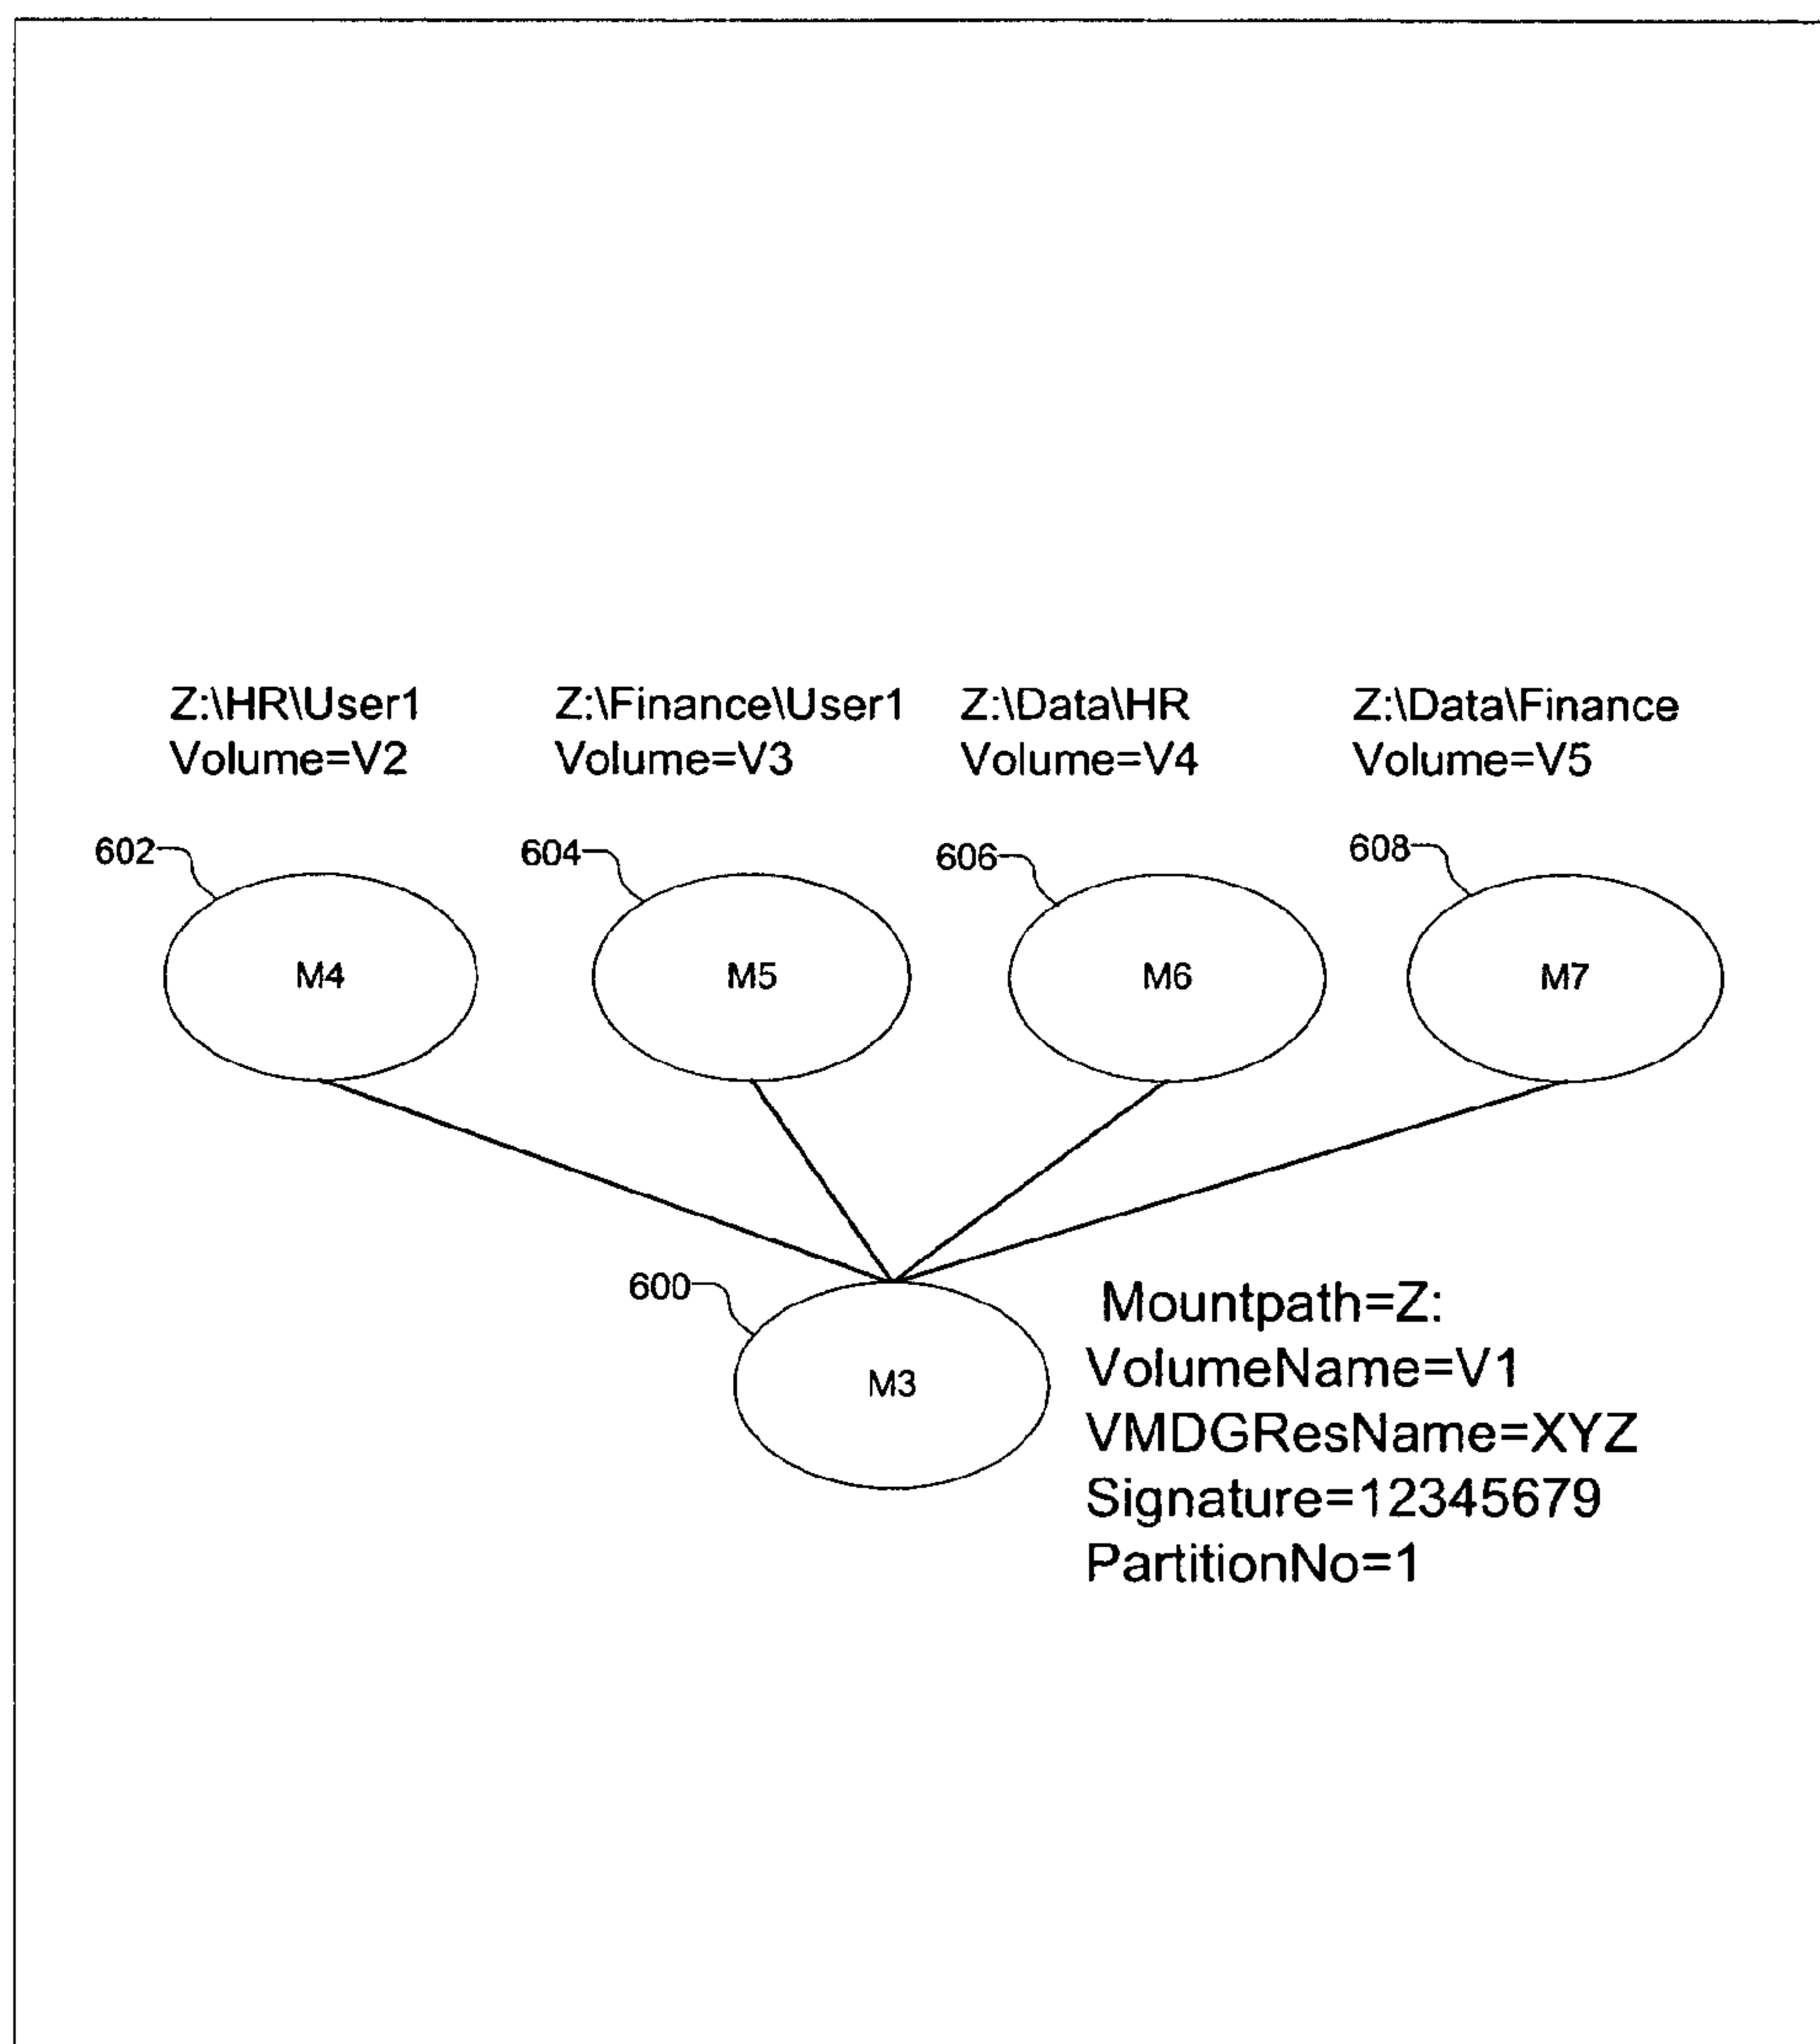 Z:\HR\User1
Volume=V2
Z:\Finance\User1
Volume=V3
Z:\Data\HR
Volume=V4
Z:\Data\Finance
Volume=V5
602
604
606
608
M4
M5
M6
M7
600
M3
Mountpath=Z:
VolumeName=V1
VMDGResName=XYZ
Signature=12345679
PartitionNo=1